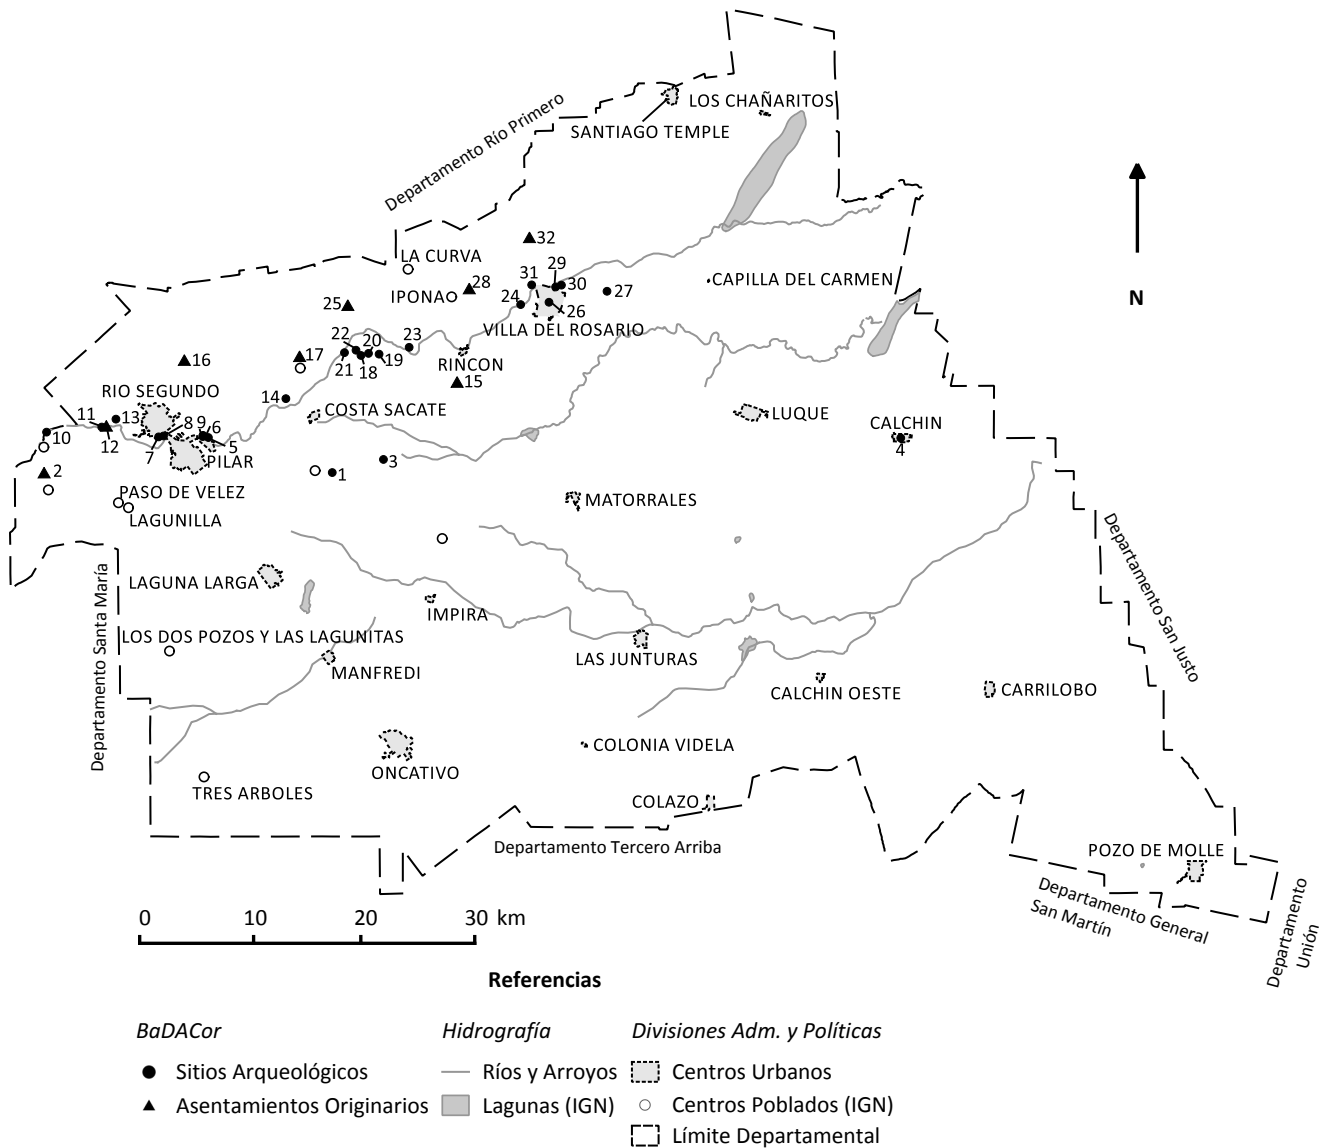 LOS CHAÑARITOS
SANTIAGO TEMPLE
Departamento Río Primero
32
LA CURVA
29
31
30
28
CAPILLA DEL CARMEN
IPONA
27
25
24
26
N
VILLA DEL ROSARIO
23
22
20
17
19
RINCON
16
21
18
15
RIO SEGUNDO
14
COSTA SACATE
LUQUE
11
13
9
CALCHIN
8
6
10
12
7
5
4
PILAR
2
1
3
PASO DE VELEZ
MATORRALES
LAGUNILLA
Departamento Santa María
LAGUNA LARGA
Departamento San Justo
IMPIRA
LOS DOS POZOS Y LAS LAGUNITAS
LAS JUNTURAS
MANFREDI
CALCHIN OESTE
CARRILOBO
COLONIA VIDELA
ONCATIVO
TRES ARBOLES
COLAZO
Departamento Tercero Arriba
POZO DE MOLLE
Departamento General
San Martín
Departamento
Unión
0 10 20 30 km
Referencias
BaDACor
Sitios Arqueológicos
Asentamientos Originarios
Hidrografía
Ríos y Arroyos
Lagunas (IGN)
Divisiones Adm. y Políticas
Centros Urbanos
Centros Poblados (IGN)
Límite Departamental